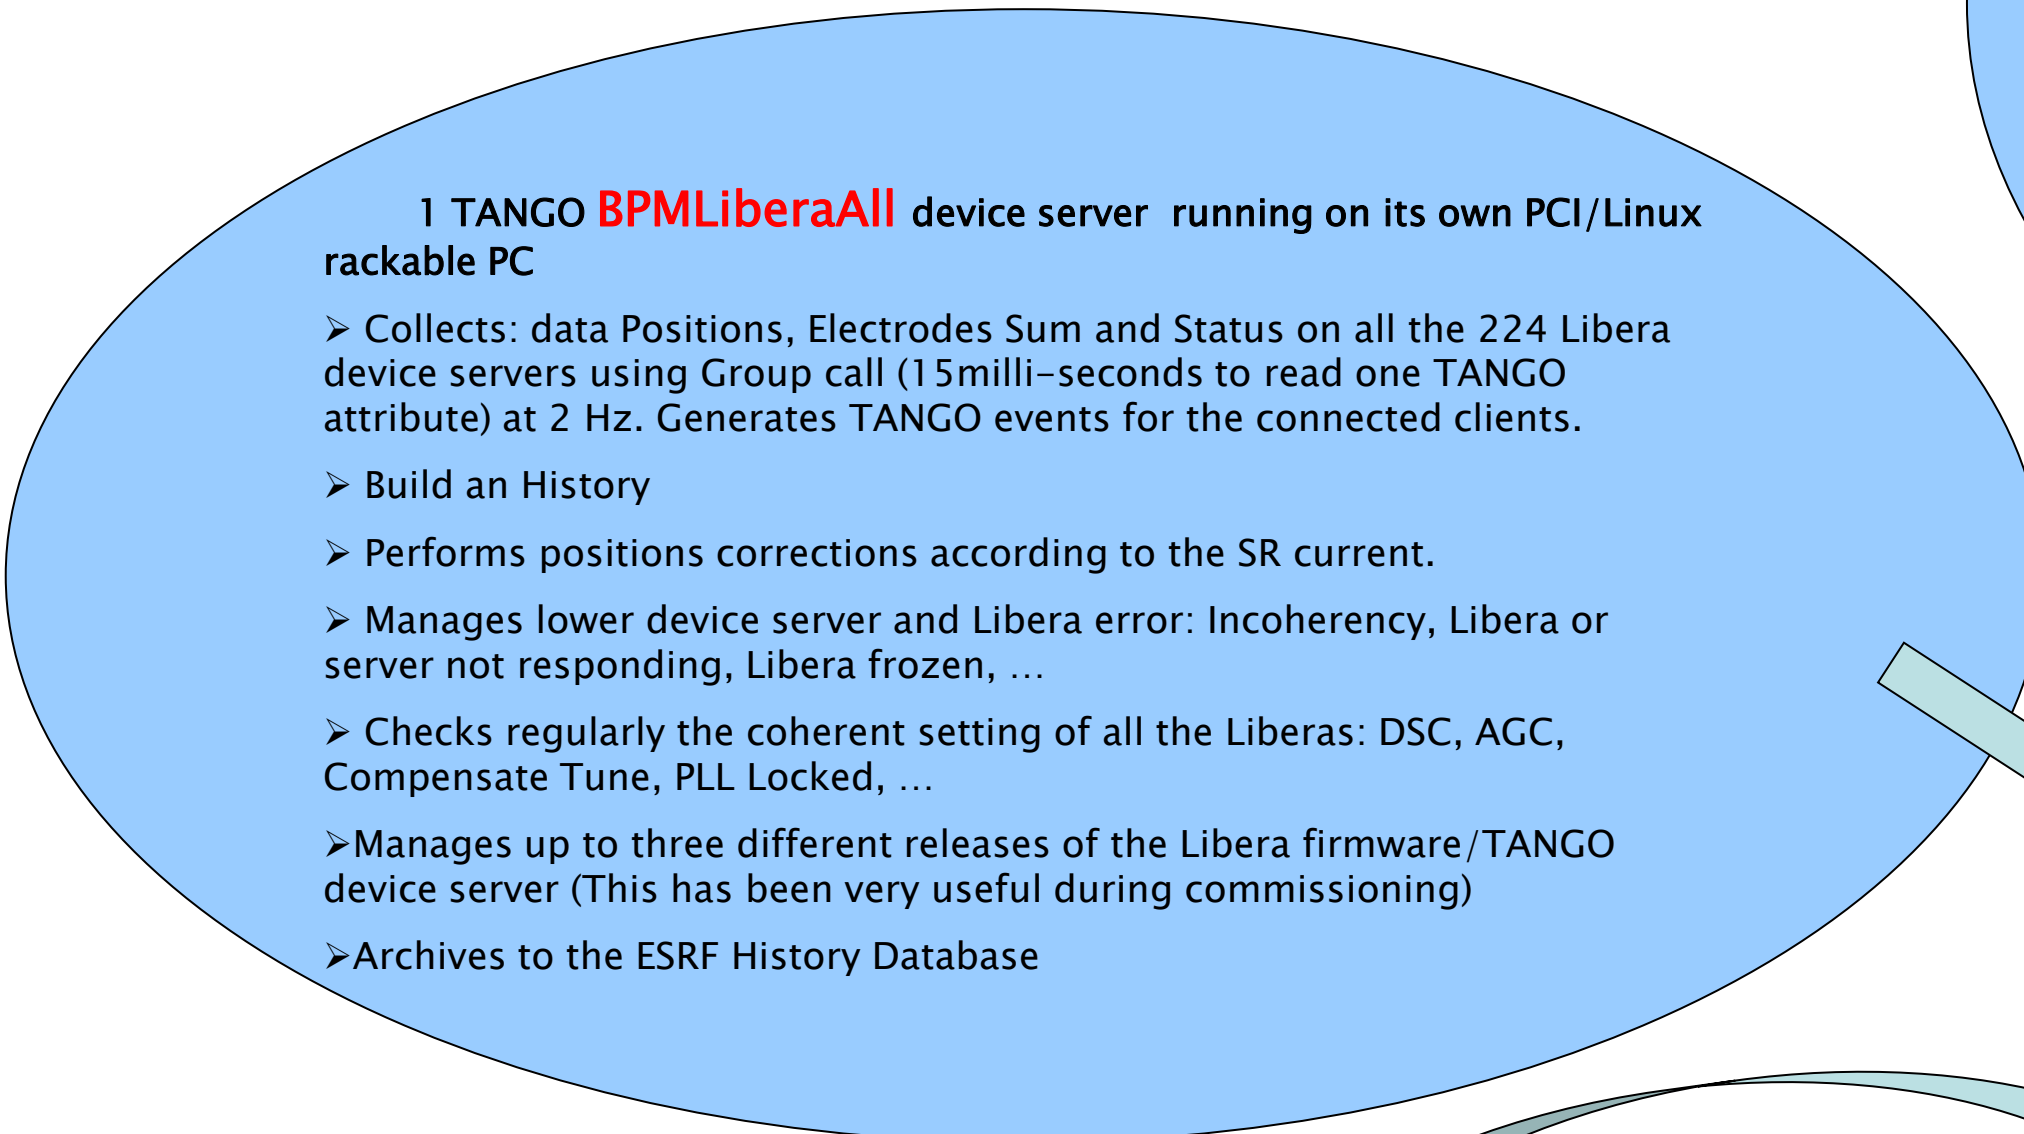 1 TANGO BPMLiberaAll device server running on its own PCI/Linux
rackable PC
➢ Collects: data Positions, Electrodes Sum and Status on all the 224 Libera
device servers using Group call (15milli-seconds to read one TANGO
attribute) at 2 Hz. Generates TANGO events for the connected clients.
➢ Build an History
➢ Performs positions corrections according to the SR current.
➢ Manages lower device server and Libera error: Incoherency, Libera or
server not responding, Libera frozen, …
➢ Checks regularly the coherent setting of all the Liberas: DSC, AGC,
Compensate Tune, PLL Locked, …
➢Manages up to three different releases of the Libera firmware/TANGO
device server (This has been very useful during commissioning)
➢Archives to the ESRF History Database